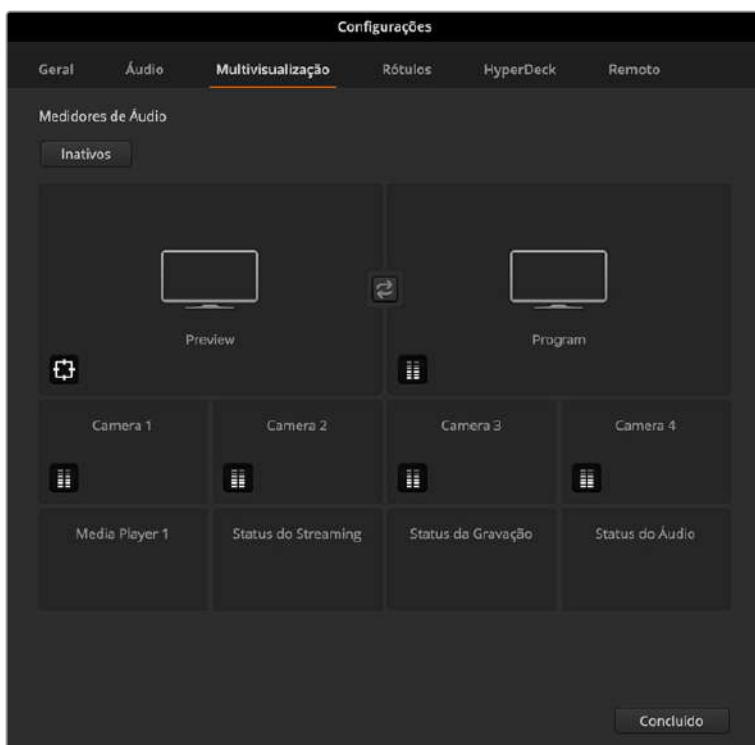 Configurações
Geral Áudio Multivisualização Rótulos HyperDeck Remoto
Medidores de Áudio
Inativos
Preview Program
Camera 1 Camera 2 Camera 3 Camera 4
Media Player 1 Status do Streaming Status da Gravação Status do Áudio
Concluído